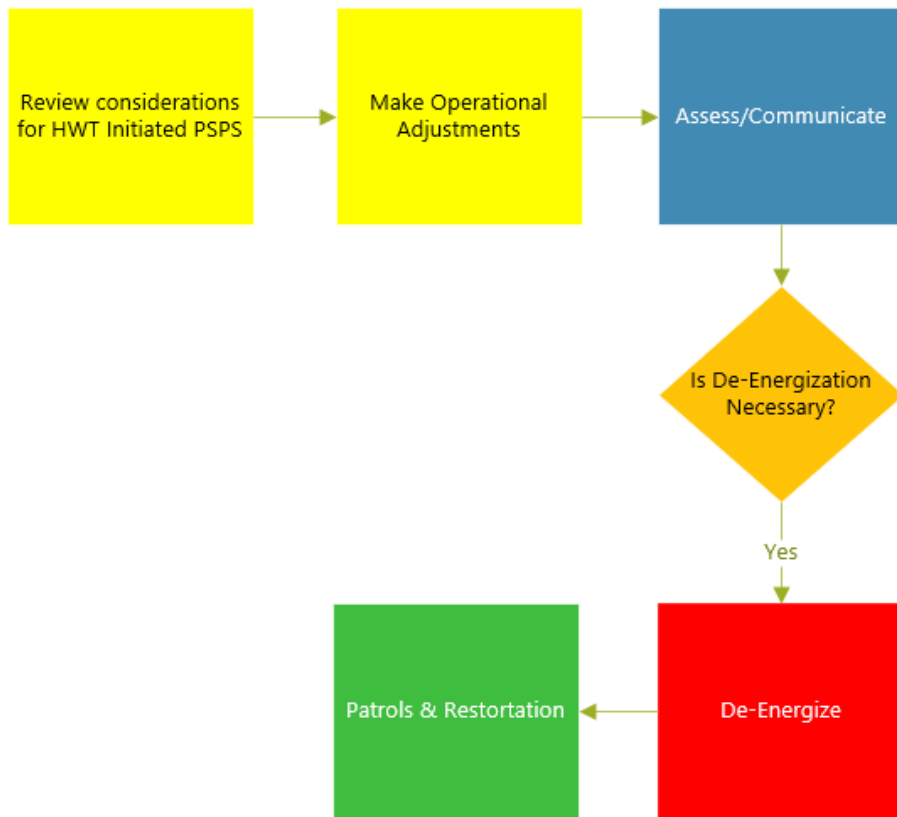 Review considerations
for HWT Initiated PSPS
Make Operational
Adjustments
Assess/Communicate
Is De-Energization
Necessary?
Yes
De-Energize
Patrols & Restortation